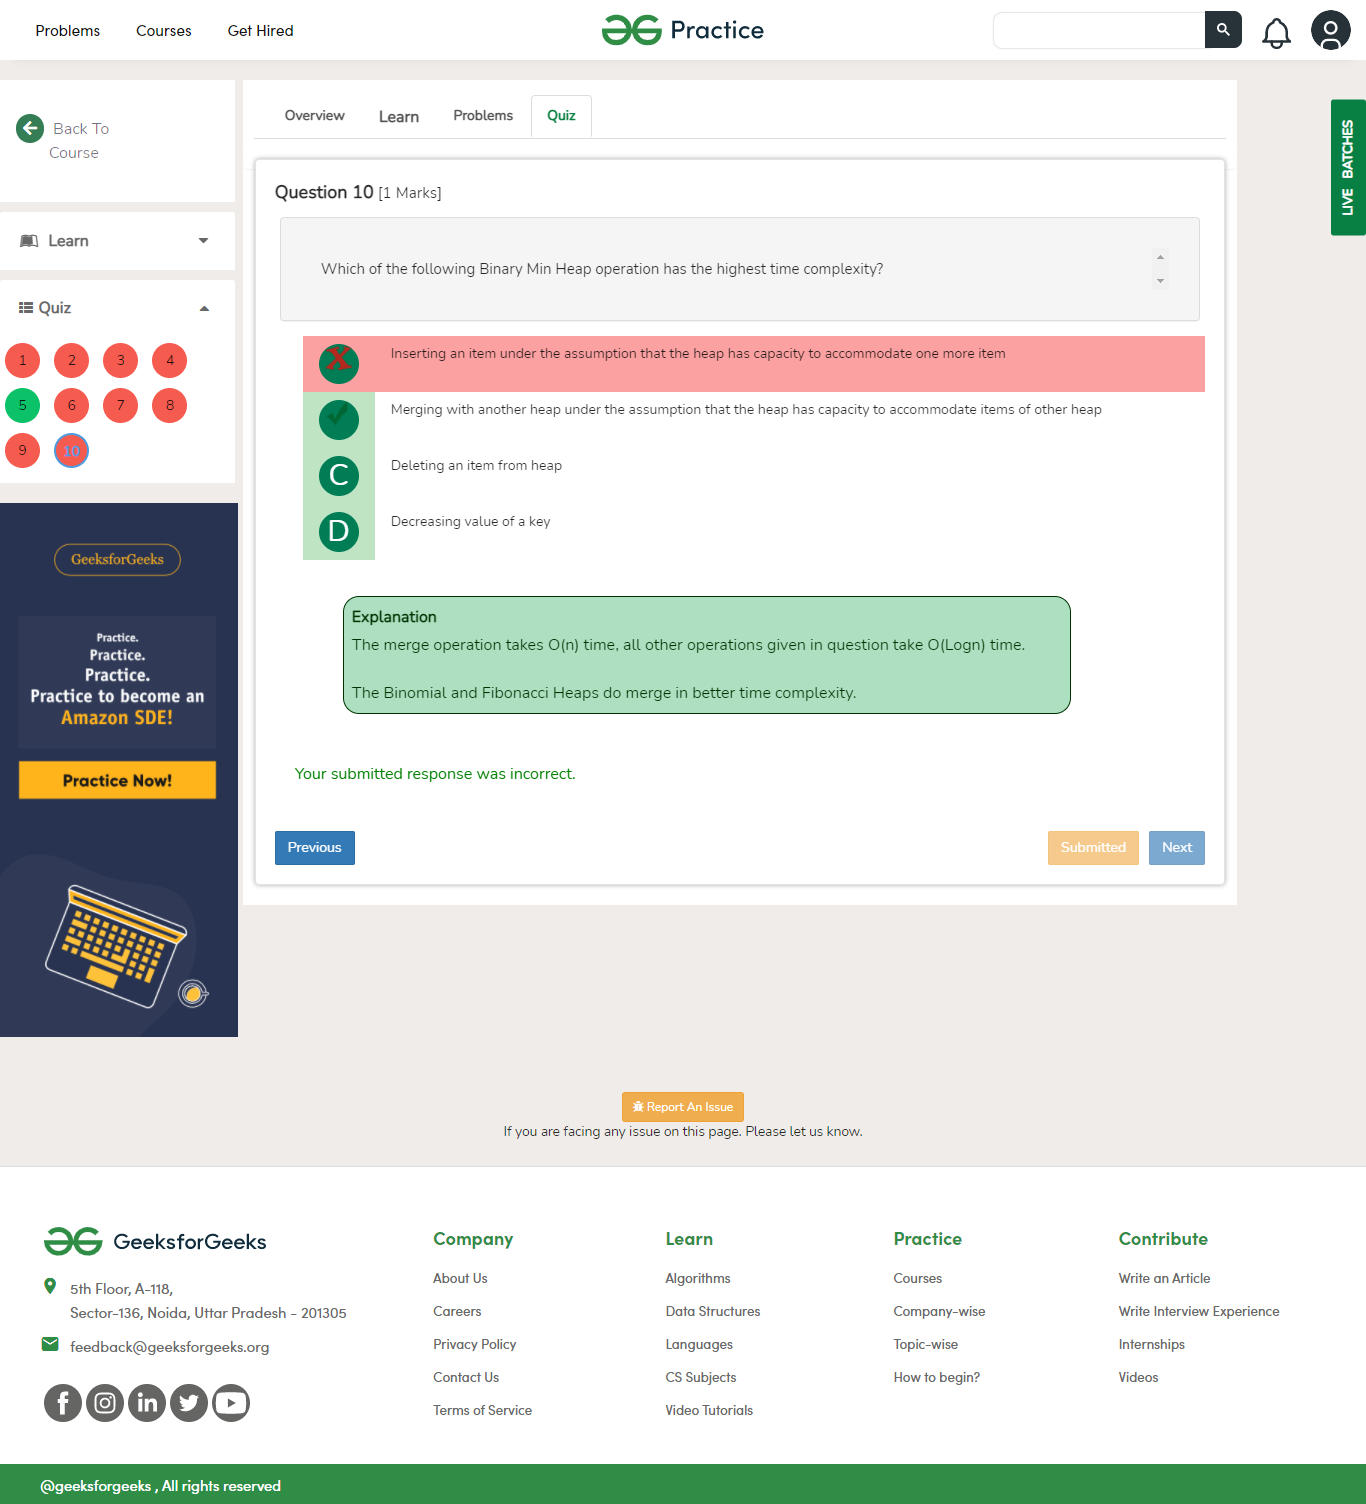 Problems
Courses
Get Hired
Practice
Back To
Course
Learn
Quiz
1 2 3 4
5 6 7 8
9 10
GeeksforGeeks
Practice.
Practice.
Practice.
Practice to become an
Amazon SDE!
Practice Now!
Overview
Learn
Problems
Quiz
Question 10 [1 Marks]
Which of the following Binary Min Heap operation has the highest time complexity?
X Inserting an item under the assumption that the heap has capacity to accommodate one more item
Merging with another heap under the assumption that the heap has capacity to accommodate items of other heap
C Deleting an item from heap
D Decreasing value of a key
Explanation
The merge operation takes O(n) time, all other operations given in question take O(Logn) time.
The Binomial and Fibonacci Heaps do merge in better time complexity.
Your submitted response was incorrect.
Previous
Submitted
Next
LIVE BATCHES
Report An Issue
If you are facing any issue on this page. Please let us know.
GeeksforGeeks
5th Floor, A-118,
Sector-136, Noida, Uttar Pradesh - 201305
feedback@geeksforgeeks.org
Company
About Us
Careers
Privacy Policy
Contact Us
Terms of Service
Learn
Algorithms
Data Structures
Languages
CS Subjects
Video Tutorials
Practice
Courses
Company-wise
Topic-wise
How to begin?
Contribute
Write an Article
Write Interview Experience
Internships
Videos
@geeksforgeeks , All rights reserved